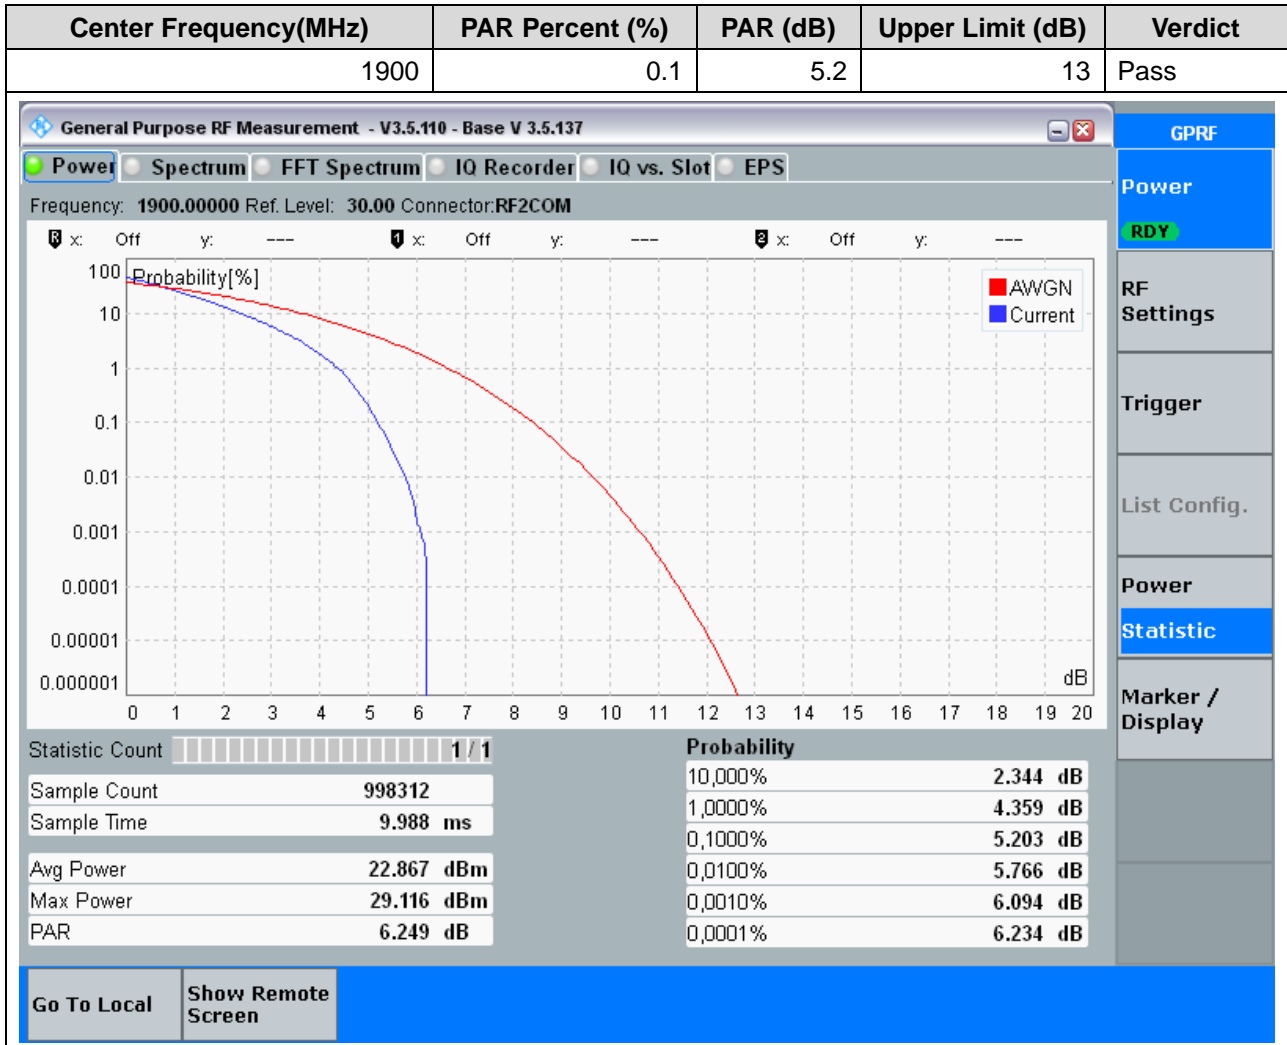 Center Frequency(MHz) PAR Percent (%) PAR (dB) Upper Limit (dB) Verdict
1900 0.1 5.2 13 Pass
General Purpose RF Measurement - V3.5.110 - Base V 3.5.137
GPRF
Power Spectrum FFT Spectrum IQ Recorder IQ vs. Slot EPS
Frequency: 1900.00000 Ref. Level: 30.00 Connector:RF2COM
R x: Off y: --- 1 x: Off y: --- 2 x: Off y: ---
Probability[%]
100
10
1
0.1
0.01
0.001
0.0001
0.00001
0.000001
AWGN
Current
dB
0 1 2 3 4 5 6 7 8 9 10 11 12 13 14 15 16 17 18 19 20
Statistic Count 1 / 1
Sample Count 998312
Sample Time 9.988 ms
Avg Power 22.867 dBm
Max Power 29.116 dBm
PAR 6.249 dB
Probability
10,000% 2.344 dB
1,0000% 4.359 dB
0,1000% 5.203 dB
0,0100% 5.766 dB
0,0010% 6.094 dB
0,0001% 6.234 dB
Power
RDY
RF
Settings
Trigger
List Config.
Power
Statistic
Marker /
Display
Go To Local
Show Remote
Screen